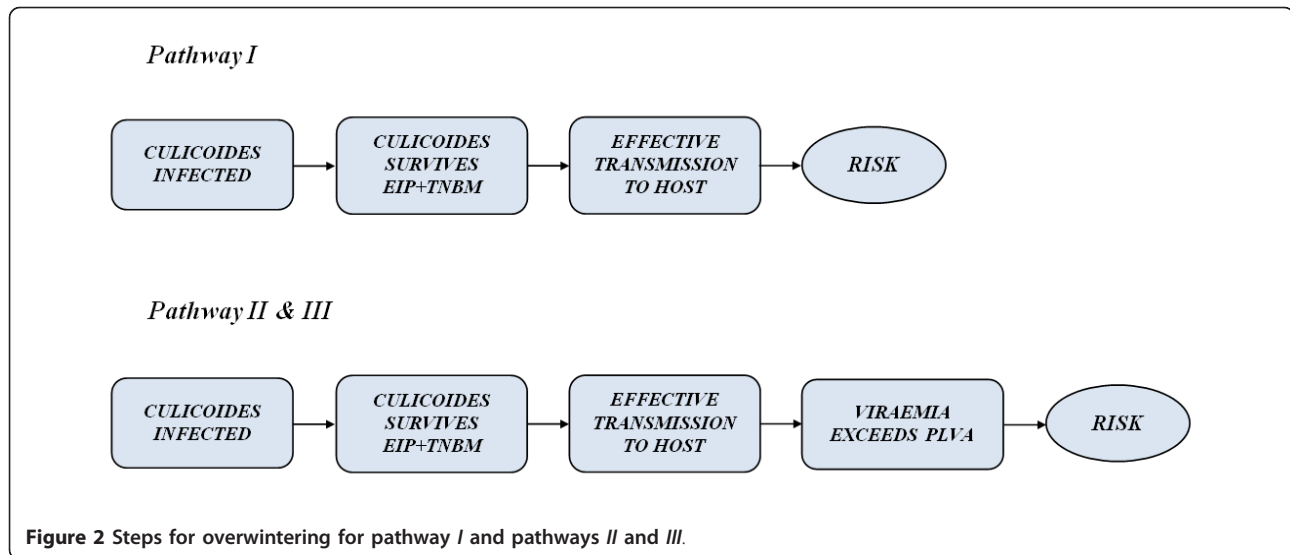 Pathway I
CULICOIDES
INFECTED
CULICOIDES
SURVIVES
EIP+TNBM
EFFECTIVE
TRANSMISSION
TO HOST
RISK
Pathway II & III
CULICOIDES
INFECTED
CULICOIDES
SURVIVES
EIP+TNBM
EFFECTIVE
TRANSMISSION
TO HOST
VIRAEMIA
EXCEEDS PLVA
RISK
Figure 2 Steps for overwintering for pathway I and pathways II and III.